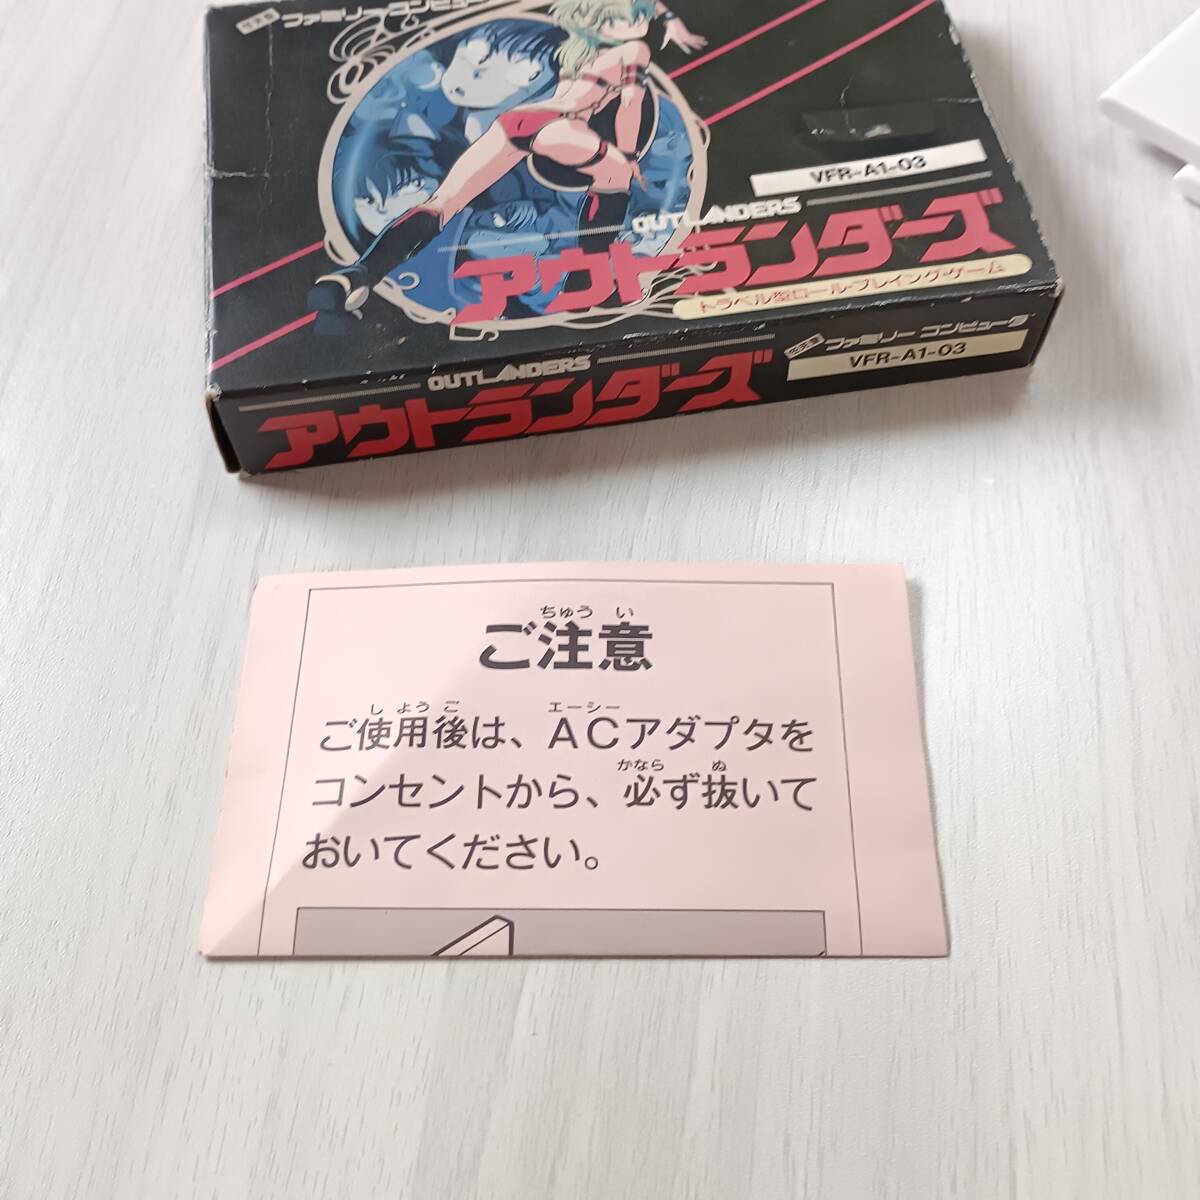 ファミリーコンピュータ
VFR-A1-03
OUTLANDERS
アウトランダーズ
トラベル型ロール・プレイング・ゲーム
OUTLANDERS
アウトランダーズ
ファミリー コンピュータ
VFR-A1-03
ちゅう い
ご注意
し よう ご エーシー
ご使用後は、ACアダプタを
かなら ぬ
コンセントから、必ず抜いて
おいてください。